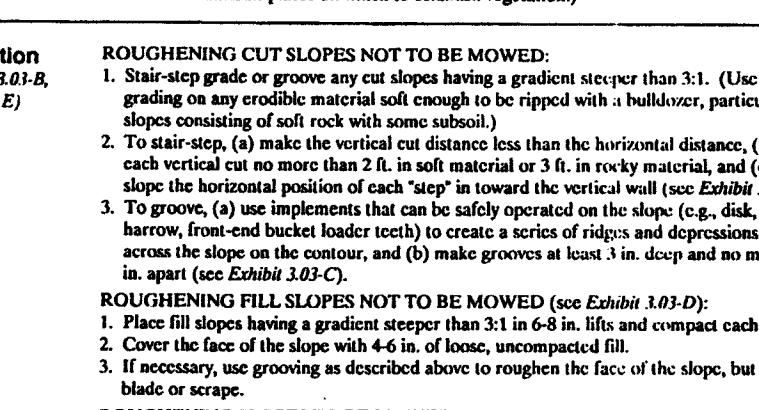 tion
3.03-B,
E)
ROUGHENING CUT SLOPES NOT TO BE MOWED:
1. Stair-step grade or groove any cut slopes having a gradient steeper than 3:1. (Use
grading on any erodible material soft enough to be ripped with a bulldozer, particu
slopes consisting of soft rock with some subsoil.)
2. To stair-step, (a) make the vertical cut distance less than the horizontal distance, (
each vertical cut no more than 2 ft. in soft material or 3 ft. in rocky material, and (
slope the horizontal position of each "step" in toward the vertical wall (see Exhibit
3. To groove, (a) use implements that can be safely operated on the slope (e.g., disk,
harrow, front-end bucket loader teeth) to create a series of ridges and depressions
across the slope on the contour, and (b) make grooves at least 3 in. deep and no m
in. apart (see Exhibit 3.03-C).
ROUGHENING FILL SLOPES NOT TO BE MOWED (see Exhibit 3.03-D):
1. Place fill slopes having a gradient steeper than 3:1 in 6-8 in. lifts and compact each
2. Cover the face of the slope with 4-6 in. of loose, uncompacted fill.
3. If necessary, use grooving as described above to roughen the face of the slope, but
blade or scrape.